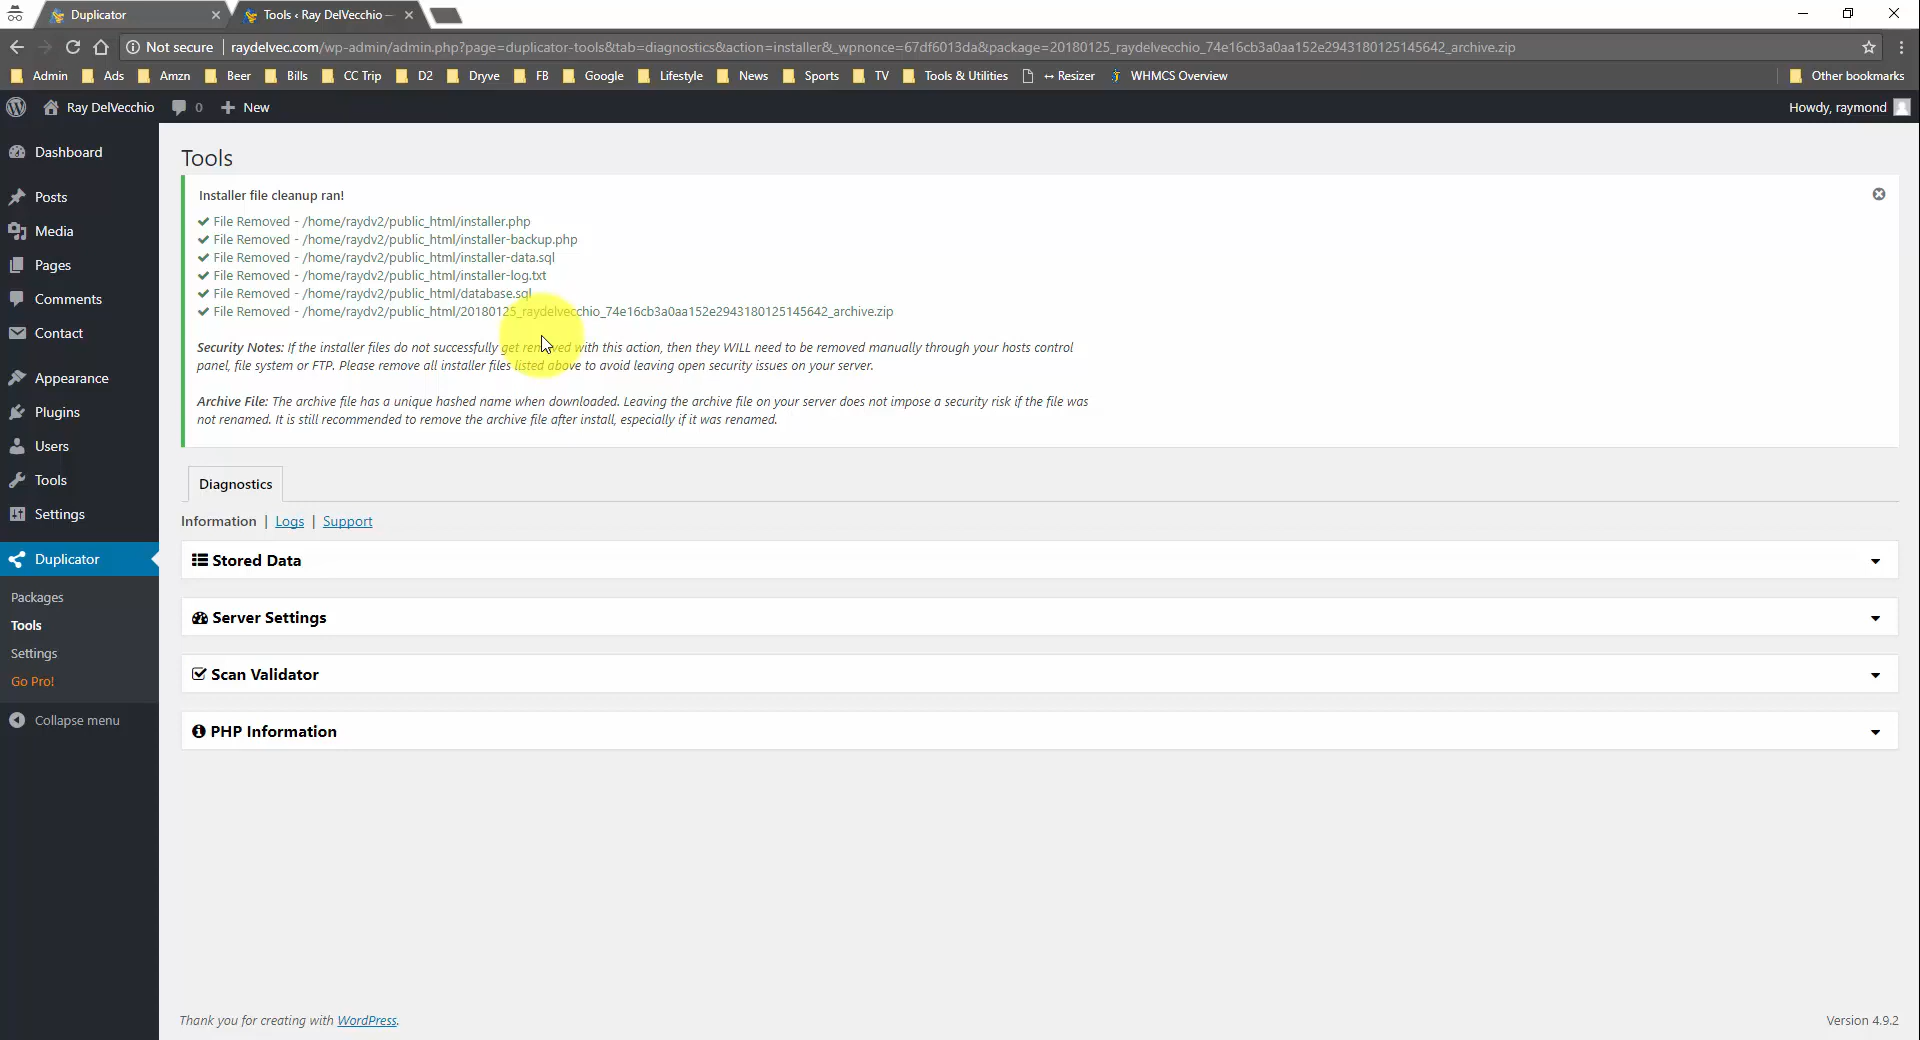 Duplicator
Tools ‹ Ray DelVecchio —
Not secure
raydelvec.com/wp-admin/admin.php?page=duplicator-tools&tab=diagnostics&action=installer&_wpnonce=67df6013da&package=20180125_raydelvecchio_74e16cb3a0aa152e2943180125145642_archive.zip
Admin
Ads
Amzn
Beer
Bills
CC Trip
D2
Dryve
FB
Google
Lifestyle
News
Sports
TV
Tools & Utilities
↔ Resizer
WHMCS Overview
Other bookmarks
Ray DelVecchio
0
New
Howdy, raymond
Dashboard
Posts
Media
Pages
Comments
Contact
Appearance
Plugins
Users
Tools
Settings
Duplicator
Packages
Tools
Settings
Go Pro!
Collapse menu
Tools
Installer file cleanup ran!
✔ File Removed - /home/raydv2/public_html/installer.php
✔ File Removed - /home/raydv2/public_html/installer-backup.php
✔ File Removed - /home/raydv2/public_html/installer-data.sql
✔ File Removed - /home/raydv2/public_html/installer-log.txt
✔ File Removed - /home/raydv2/public_html/database.sql
✔ File Removed - /home/raydv2/public_html/20180125_raydelvecchio_74e16cb3a0aa152e2943180125145642_archive.zip
Security Notes: If the installer files do not successfully get removed with this action, then they WILL need to be removed manually through your hosts control
panel, file system or FTP. Please remove all installer files listed above to avoid leaving open security issues on your server.
Archive File: The archive file has a unique hashed name when downloaded. Leaving the archive file on your server does not impose a security risk if the file was
not renamed. It is still recommended to remove the archive file after install, especially if it was renamed.
Diagnostics
Information | Logs | Support
Stored Data
Server Settings
Scan Validator
PHP Information
Thank you for creating with WordPress.
Version 4.9.2